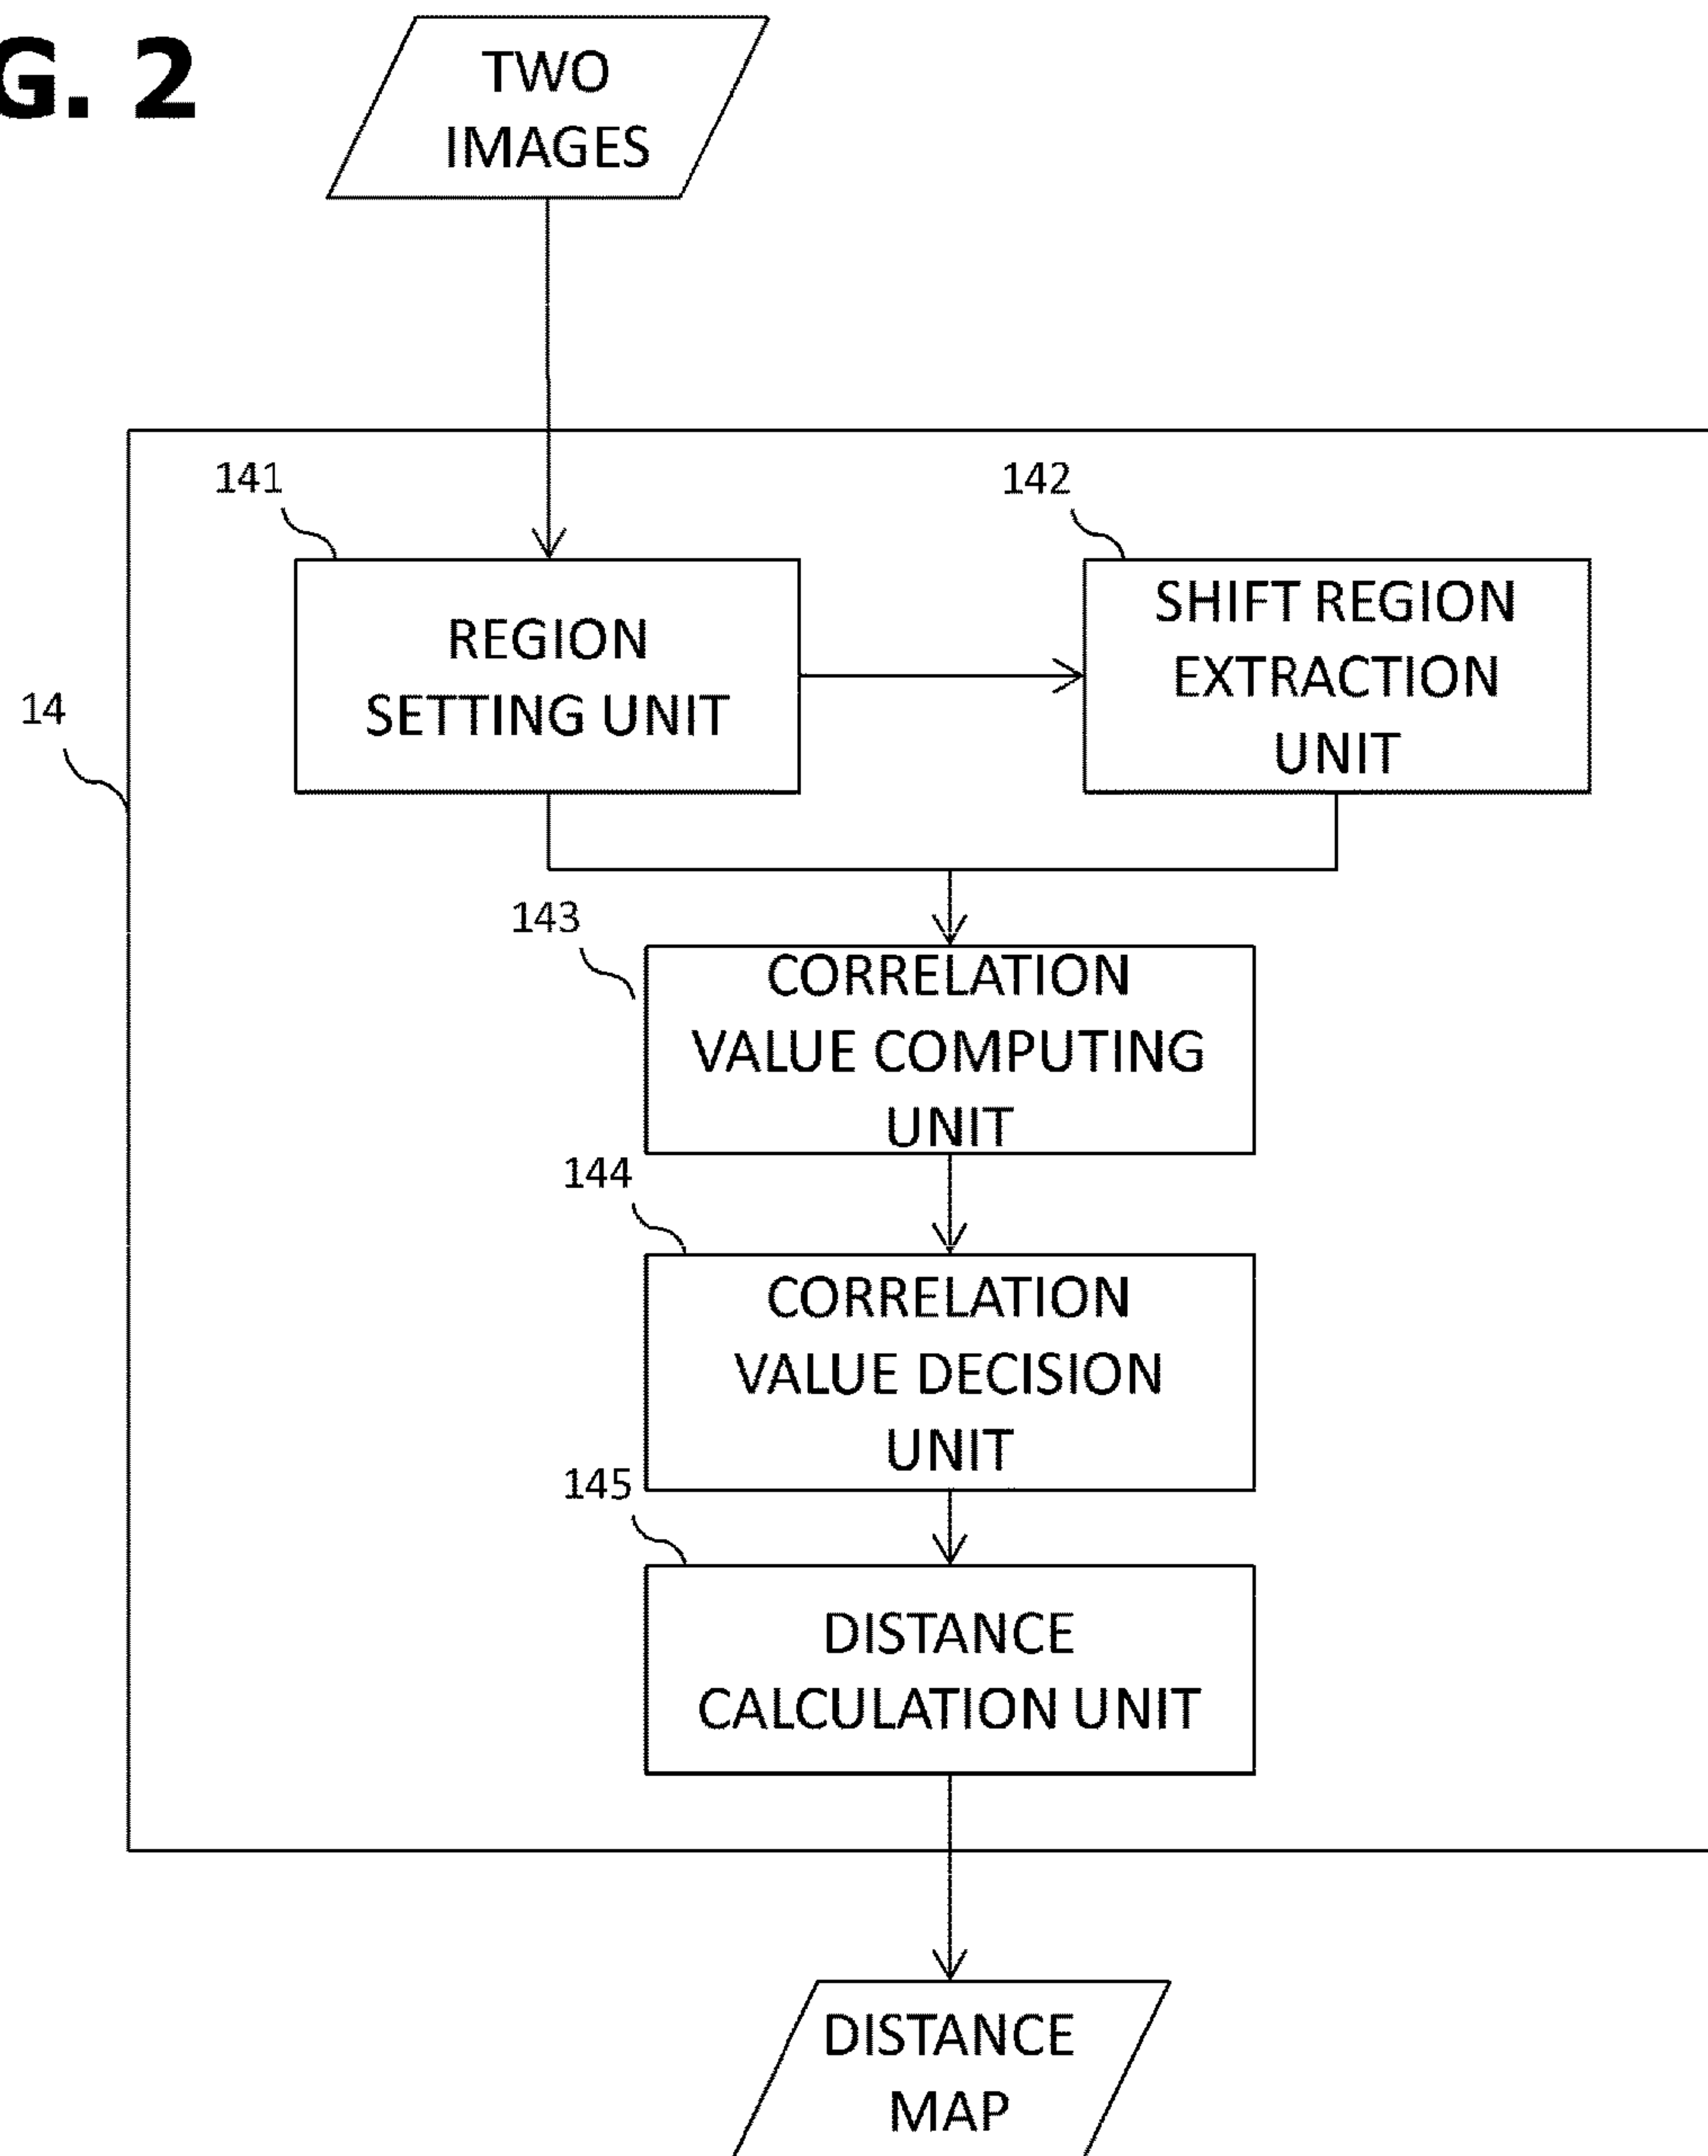 G. 2
TWO
IMAGES
141
142
REGION
SETTING UNIT
SHIFT REGION
EXTRACTION
UNIT
14
143
CORRELATION
VALUE COMPUTING
UNIT
144
CORRELATION
VALUE DECISION
UNIT
145
DISTANCE
CALCULATION UNIT
DISTANCE
MAP